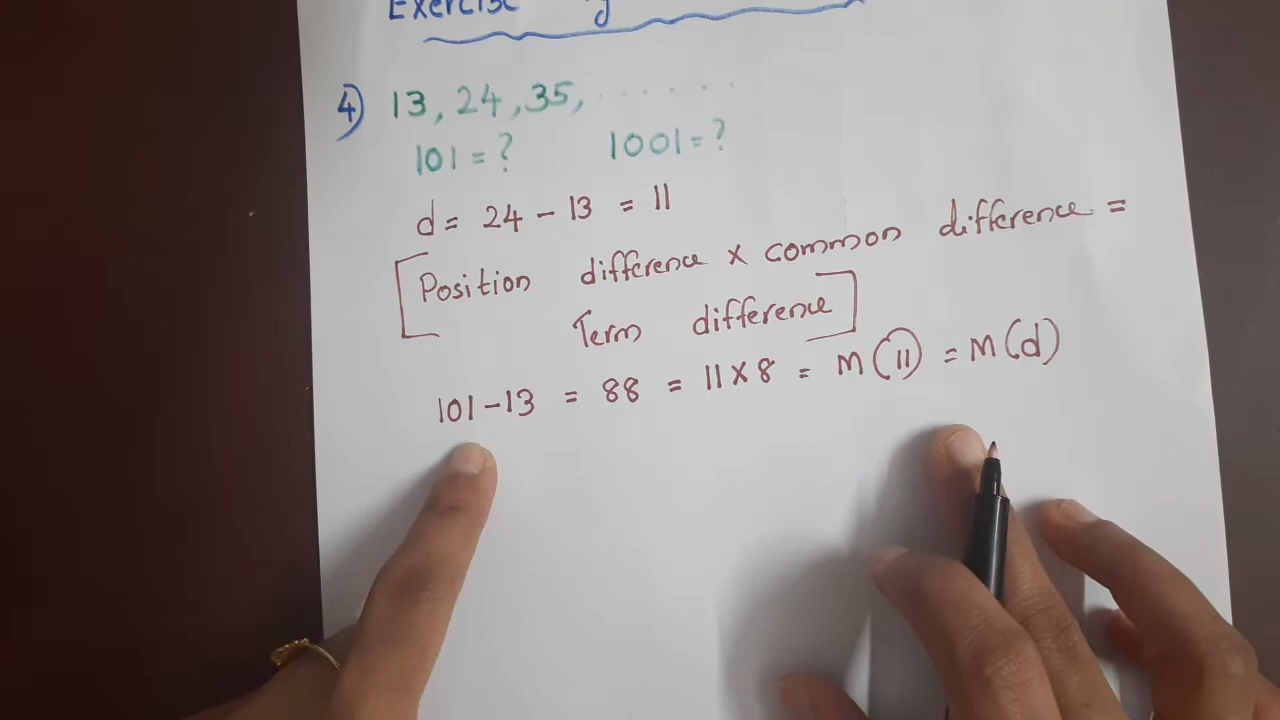 Exercise
4) 13, 24, 35, . . . . . .
101 = ? 1001 = ?
d = 24 - 13 = 11
[Position difference x common difference =
Term difference]
101 - 13 = 88 = 11 x 8 = M(11) = M(d)